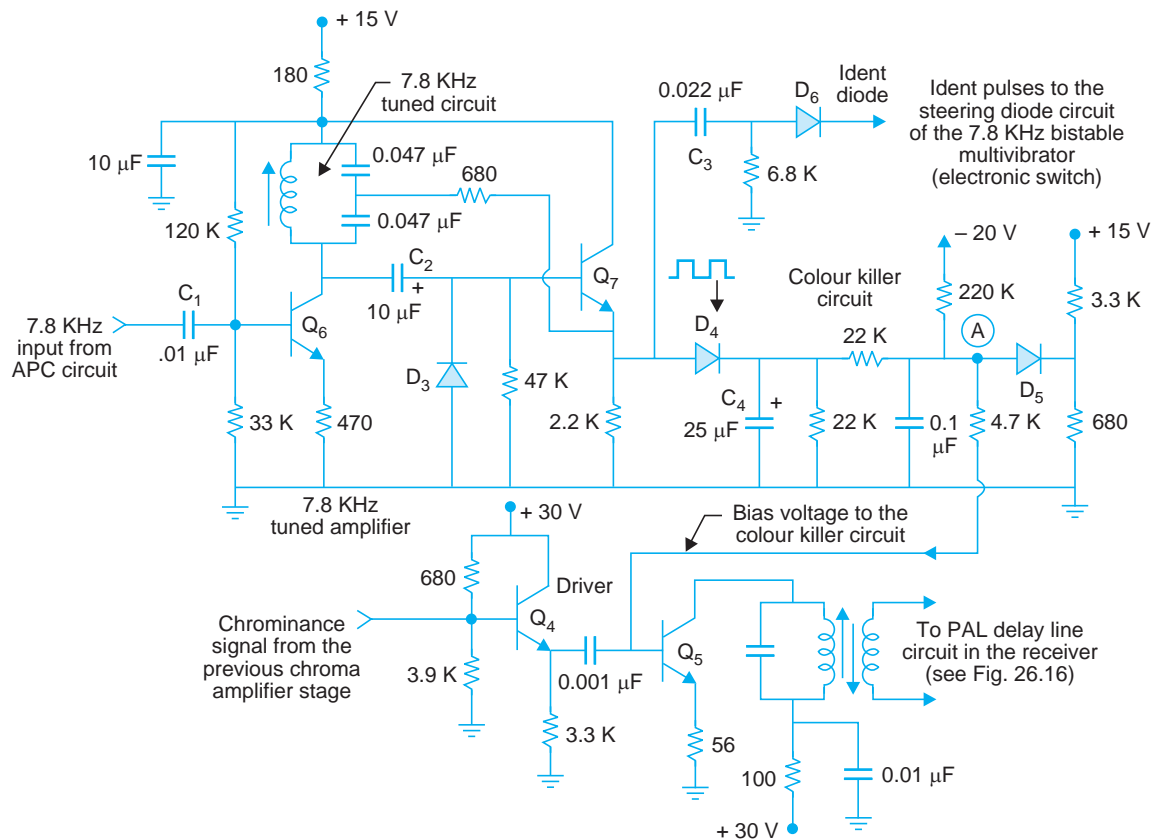 + 15 V
180
7.8 KHz
tuned circuit
10 µF
0.047 µF
0.047 µF
680
120 K
C1
.01 µF
7.8 KHz
input from
APC circuit
Q6
C2
+
10 µF
D3
47 K
33 K
470
Q7
2.2 K
0.022 µF
C3
D6
Ident
diode
6.8 K
Ident pulses to the
steering diode circuit
of the 7.8 KHz bistable
multivibrator
(electronic switch)
D4
Colour killer
circuit
22 K
C4
+
25 µF
22 K
0.1
µF
– 20 V
220 K
A
D5
4.7 K
+ 15 V
3.3 K
680
7.8 KHz
tuned amplifier
+ 30 V
680
Driver
Q4
Chrominance
signal from the
previous chroma
amplifier stage
3.9 K
3.3 K
0.001 µF
Bias voltage to the
colour killer circuit
Q5
56
To PAL delay line
circuit in the receiver
(see Fig. 26.16)
100
0.01 µF
+ 30 V